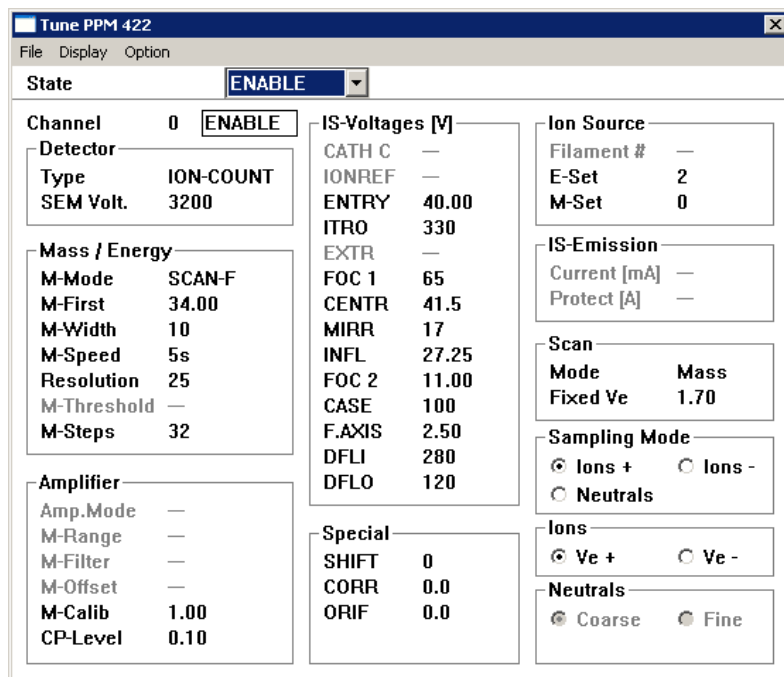 Tune PPM 422
File Display Option
State ENABLE
Channel 0 ENABLE
Detector
Type ION-COUNT
SEM Volt. 3200
Mass / Energy
M-Mode SCAN-F
M-First 34.00
M-Width 10
M-Speed 5s
Resolution 25
M-Threshold —
M-Steps 32
Amplifier
Amp.Mode —
M-Range —
M-Filter —
M-Offset —
M-Calib 1.00
CP-Level 0.10
IS-Voltages [V]
CATH C —
IONREF —
ENTRY 40.00
ITRO 330
EXTR —
FOC 1 65
CENTR 41.5
MIRR 17
INFL 27.25
FOC 2 11.00
CASE 100
F.AXIS 2.50
DFLI 280
DFLO 120
Special
SHIFT 0
CORR 0.0
ORIF 0.0
Ion Source
Filament # —
E-Set 2
M-Set 0
IS-Emission
Current [mA] —
Protect [A] —
Scan
Mode Mass
Fixed Ve 1.70
Sampling Mode
Ions + Ions -
Neutrals
Ions
Ve + Ve -
Neutrals
Coarse Fine